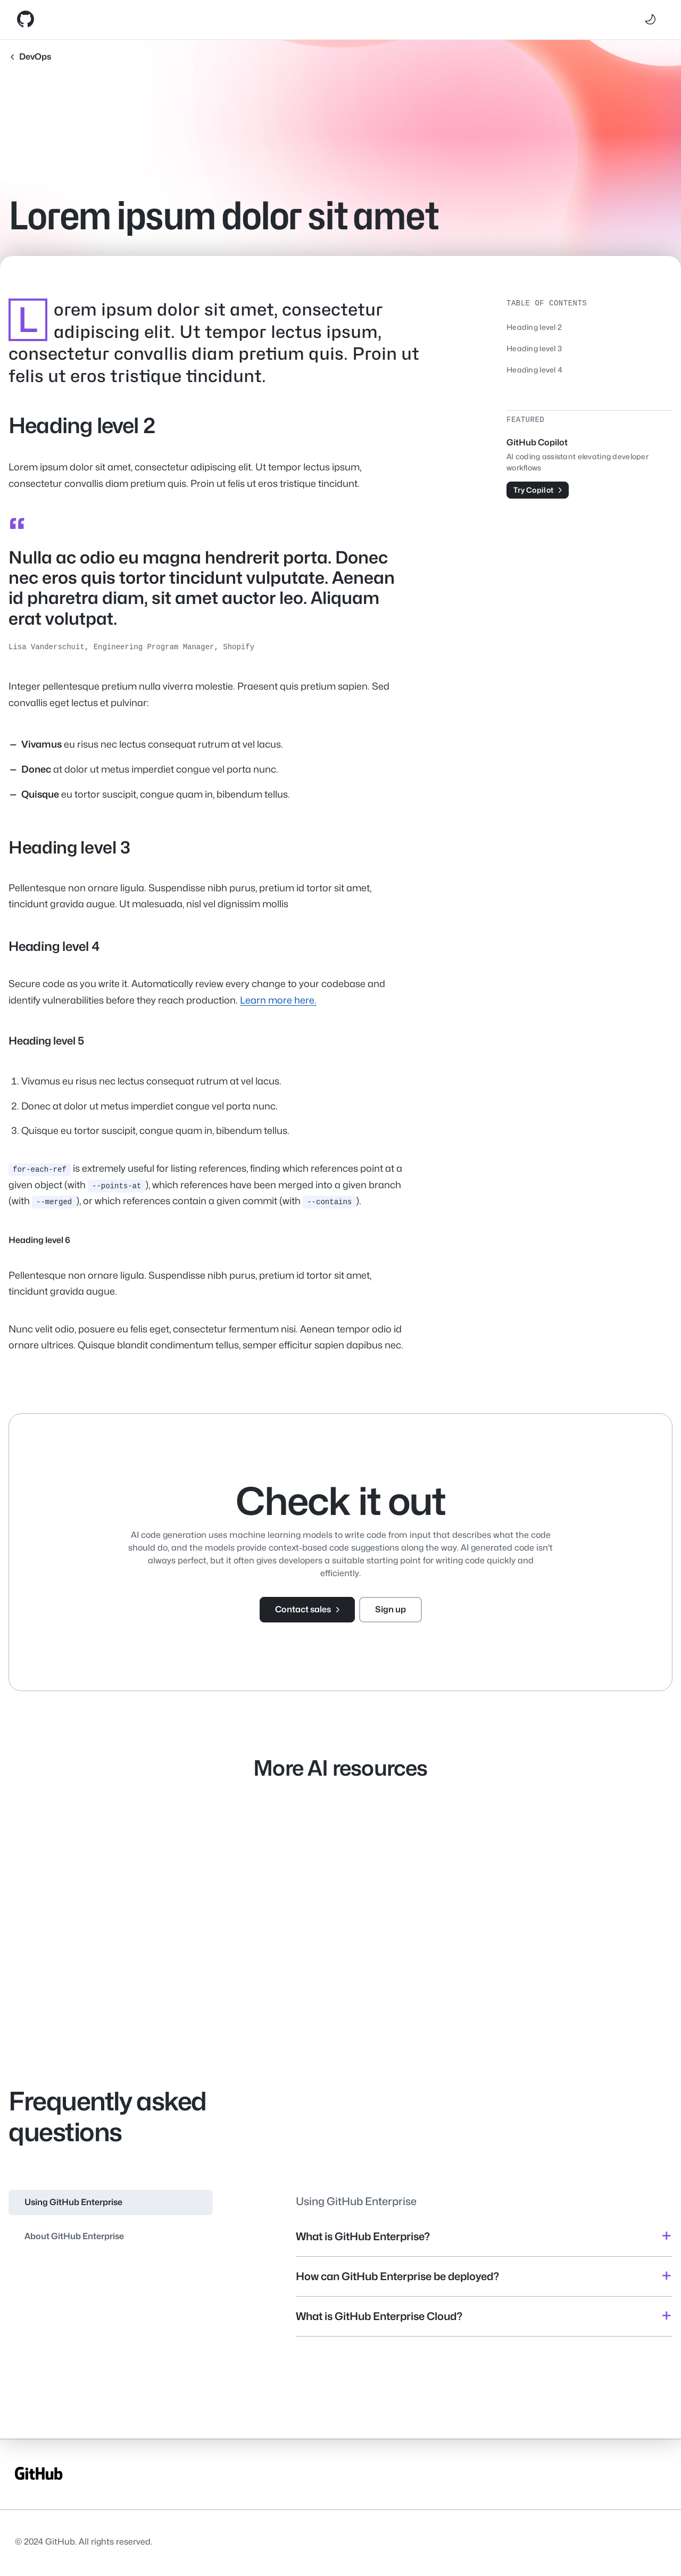 DevOps
Lorem ipsum dolor sit amet
Lorem ipsum dolor sit amet, consectetur
adipiscing elit. Ut tempor lectus ipsum,
consectetur convallis diam pretium quis. Proin ut
felis ut eros tristique tincidunt.
TABLE OF CONTENTS
Heading level 2
Heading level 3
Heading level 4
FEATURED
GitHub Copilot
AI coding assistant elevating developer
workflows
Try Copilot
Heading level 2
Lorem ipsum dolor sit amet, consectetur adipiscing elit. Ut tempor lectus ipsum,
consectetur convallis diam pretium quis. Proin ut felis ut eros tristique tincidunt.
“
Nulla ac odio eu magna hendrerit porta. Donec
nec eros quis tortor tincidunt vulputate. Aenean
id pharetra diam, sit amet auctor leo. Aliquam
erat volutpat.
Lisa Vanderschuit, Engineering Program Manager, Shopify
Integer pellentesque pretium nulla viverra molestie. Praesent quis pretium sapien. Sed
convallis eget lectus et pulvinar:
— Vivamus eu risus nec lectus consequat rutrum at vel lacus.
— Donec at dolor ut metus imperdiet congue vel porta nunc.
— Quisque eu tortor suscipit, congue quam in, bibendum tellus.
Heading level 3
Pellentesque non ornare ligula. Suspendisse nibh purus, pretium id tortor sit amet,
tincidunt gravida augue. Ut malesuada, nisl vel dignissim mollis
Heading level 4
Secure code as you write it. Automatically review every change to your codebase and
identify vulnerabilities before they reach production. Learn more here.
Heading level 5
1. Vivamus eu risus nec lectus consequat rutrum at vel lacus.
2. Donec at dolor ut metus imperdiet congue vel porta nunc.
3. Quisque eu tortor suscipit, congue quam in, bibendum tellus.
for-each-ref is extremely useful for listing references, finding which references point at a
given object (with --points-at ), which references have been merged into a given branch
(with --merged ), or which references contain a given commit (with --contains ).
Heading level 6
Pellentesque non ornare ligula. Suspendisse nibh purus, pretium id tortor sit amet,
tincidunt gravida augue.
Nunc velit odio, posuere eu felis eget, consectetur fermentum nisi. Aenean tempor odio id
ornare ultrices. Quisque blandit condimentum tellus, semper efficitur sapien dapibus nec.
Check it out
AI code generation uses machine learning models to write code from input that describes what the code
should do, and the models provide context-based code suggestions along the way. AI generated code isn't
always perfect, but it often gives developers a suitable starting point for writing code quickly and
efficiently.
Contact sales
Sign up
More AI resources
Frequently asked
questions
Using GitHub Enterprise
About GitHub Enterprise
Using GitHub Enterprise
What is GitHub Enterprise?
How can GitHub Enterprise be deployed?
What is GitHub Enterprise Cloud?
GitHub
© 2024 GitHub. All rights reserved.